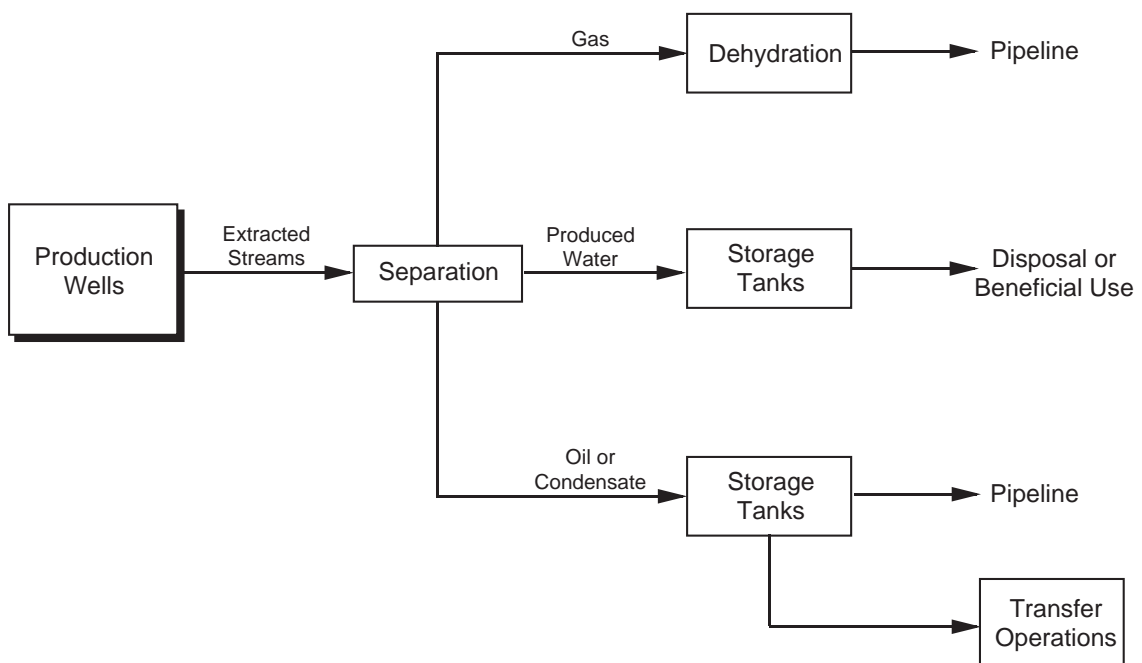 Gas
Dehydration
Pipeline
Production
Wells
Extracted
Streams
Separation
Produced
Water
Storage
Tanks
Disposal or
Beneficial Use
Oil or
Condensate
Storage
Tanks
Pipeline
Transfer
Operations